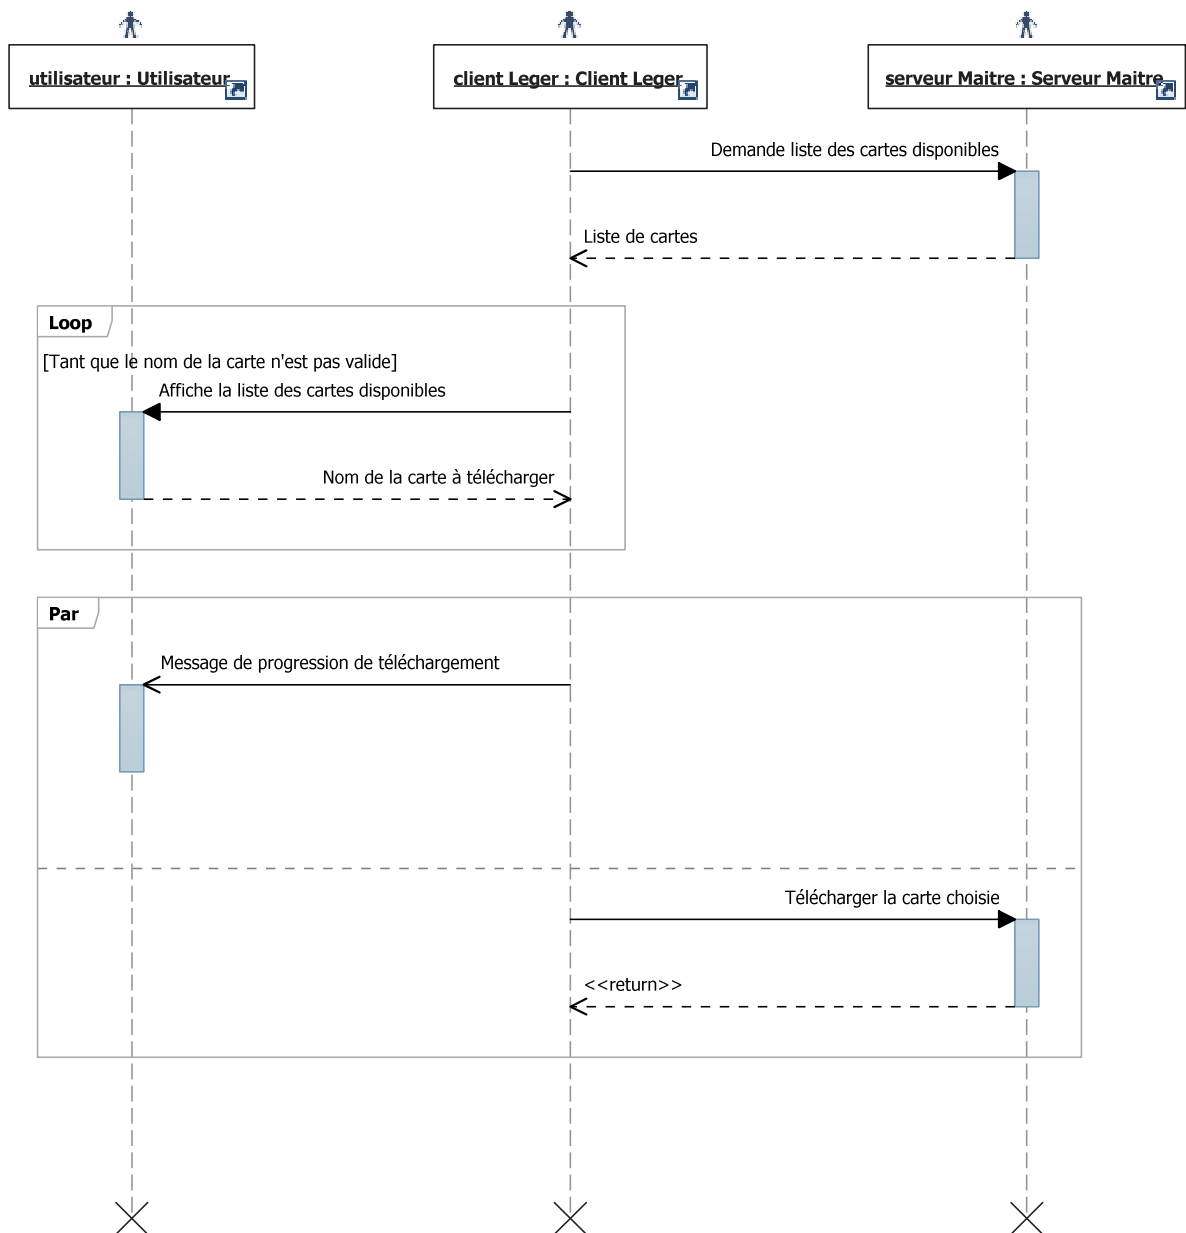 utilisateur : Utilisateur
client Leger : Client Leger
serveur Maitre : Serveur Maitre
Demande liste des cartes disponibles
Liste de cartes
Loop
[Tant que le nom de la carte n'est pas valide]
Affiche la liste des cartes disponibles
Nom de la carte à télécharger
Par
Message de progression de téléchargement
Télécharger la carte choisie
<<return>>